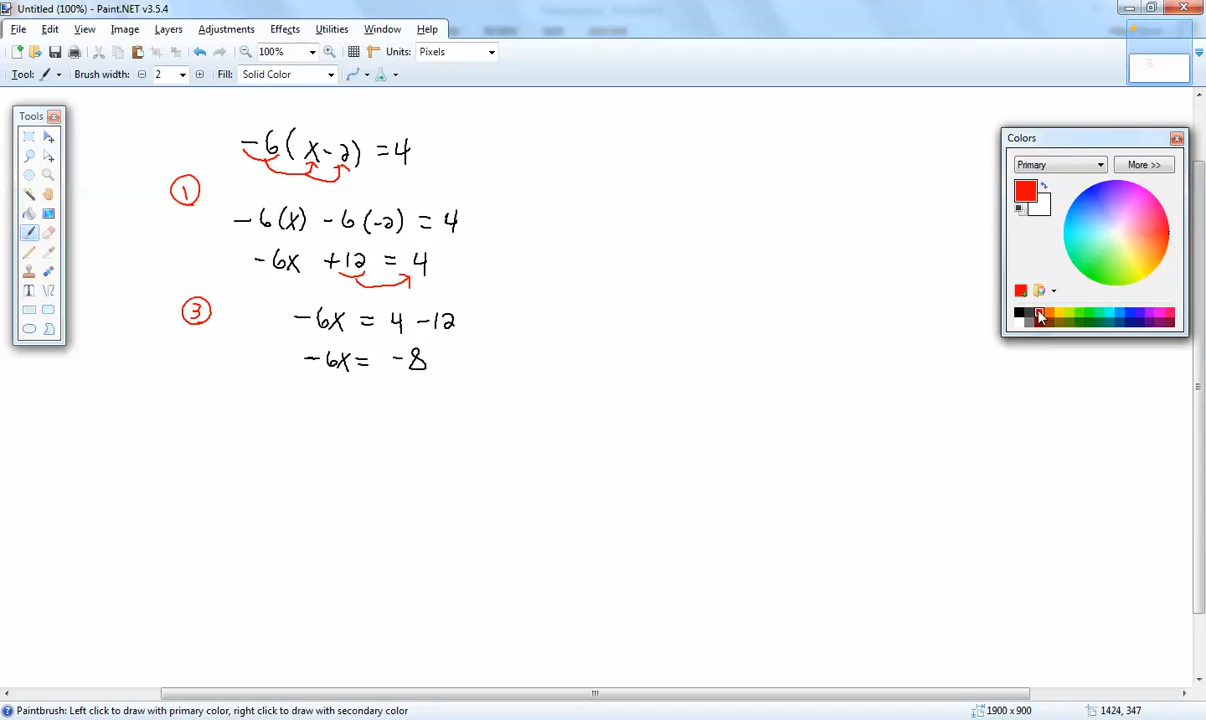 Untitled (100%) - Paint.NET v3.5.4
File Edit View Image Layers Adjustments Effects Utilities Window Help
100% Units: Pixels
Tool: Brush width: 2 Fill: Solid Color
Tools
Colors
Primary More >>
-6(x-2) =4
1
-6(x) -6(-2) = 4
-6x +12 = 4
3
-6x = 4 -12
-6x = -8
Paintbrush: Left click to draw with primary color, right click to draw with secondary color 1900 x 900 1424, 347